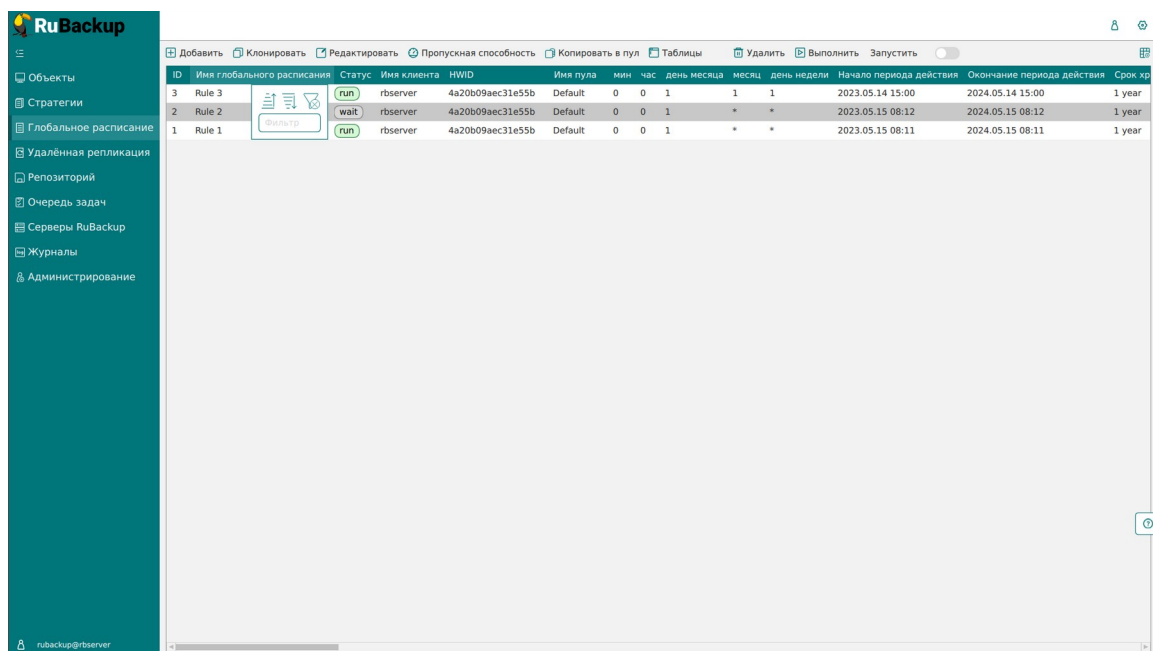 RuBackup
Добавить Клонировать Редактировать Пропускная способность Копировать в пул Таблицы Удалить Выполнить Запустить
Объекты
Стратегии
Глобальное расписание
Удалённая репликация
Репозиторий
Очередь задач
Серверы RuBackup
Журналы
Администрирование
ID Имя глобального расписания Статус Имя клиента HWID Имя пула мин час день месяца месяц день недели Начало периода действия Окончание периода действия Срок хр
3 Rule 3 run rbserver 4a20b09aec31e55b Default 0 0 1 1 1 2023.05.14 15:00 2024.05.14 15:00 1 year
2 Rule 2 wait rbserver 4a20b09aec31e55b Default 0 0 1 * * 2023.05.15 08:12 2024.05.15 08:12 1 year
Фильтр
1 Rule 1 run rbserver 4a20b09aec31e55b Default 0 0 1 * * 2023.05.15 08:11 2024.05.15 08:11 1 year
rubackup@rbserver